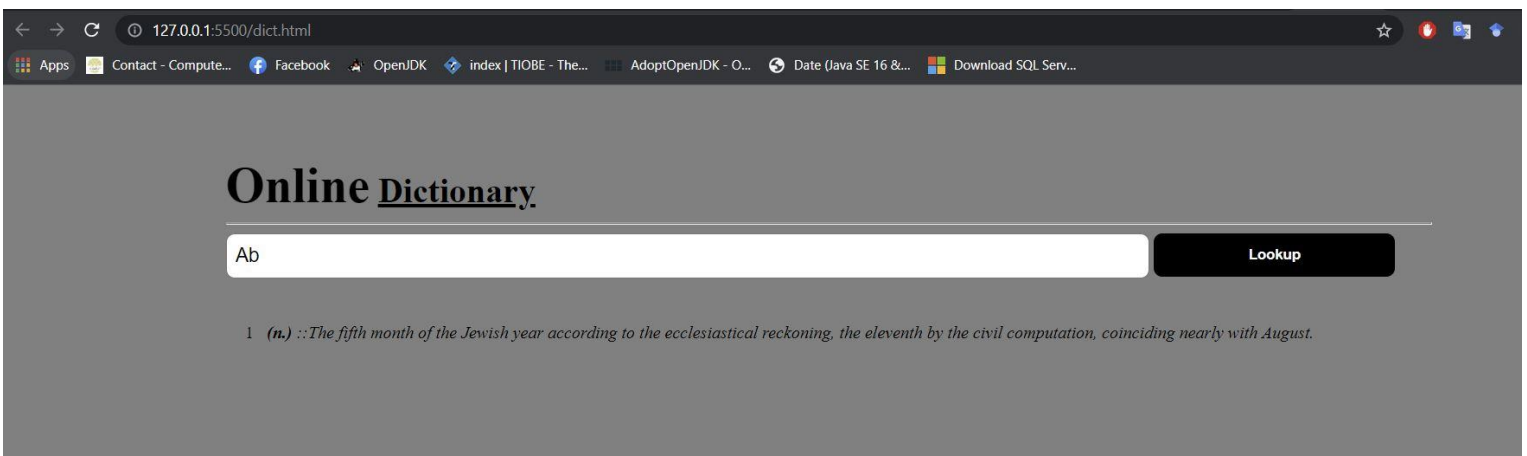 127.0.0.1:5500/dict.html
Apps Contact - Compute... Facebook OpenJDK index | TIOBE - The... AdoptOpenJDK - O... Date (Java SE 16 &... Download SQL Serv...
Online Dictionary
Ab Lookup
1 (n.) ::The fifth month of the Jewish year according to the ecclesiastical reckoning, the eleventh by the civil computation, coinciding nearly with August.